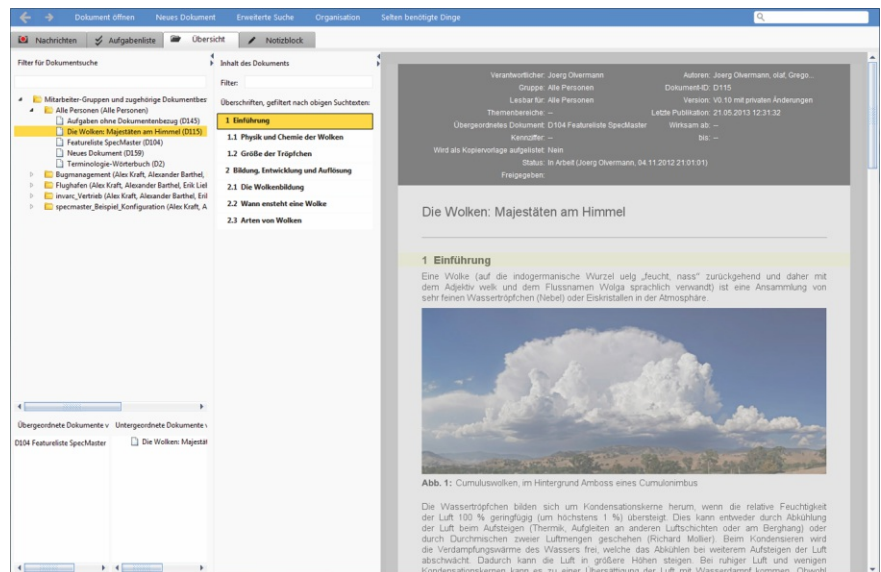 Dokument öffnen Neues Dokument Erweiterte Suche Organisation Selten benötigte Dinge
Nachrichten Aufgabenliste Übersicht Notizblock
Filter für Dokumentsuche
Mitarbeiter-Gruppen und zugehörige Dokumentbes
Alle Personen (Alle Personen)
Aufgaben ohne Dokumentenbezug (D145)
Die Wolken: Majestäten am Himmel (D115)
Featureliste SpecMaster (D104)
Neues Dokument (D159)
Terminologie-Wörterbuch (D2)
Bugmanagement (Alex Kraft, Alexander Barthel,
Flughafen (Alex Kraft, Alexander Barthel, Erik Liel
invarc_Vertrieb (Alex Kraft, Alexander Barthel, Eril
specmaster_Beispiel_Konfiguration (Alex Kraft, A
Übergeordnete Dokumente v Untergeordnete Dokumente v
D104 Featureliste SpecMaster Die Wolken: Majestät
Inhalt des Dokuments
Filter:
Überschriften, gefiltert nach obigen Suchtexten:
1 Einführung
1.1 Physik und Chemie der Wolken
1.2 Größe der Tröpfchen
2 Bildung, Entwicklung und Auflösung
2.1 Die Wolkenbildung
2.2 Wann ensteht eine Wolke
2.3 Arten von Wolken
Verantwortlicher: Joerg Olvermann Autoren: Joerg Olvermann, olaf, Grego...
Gruppe: Alle Personen Dokument-ID: D115
Lesbar für: Alle Personen Version: V0.10 mit privaten Änderungen
Themenbereiche: -- Letzte Publikation: 21.05.2013 12:31:32
Übergeordnetes Dokument: D104 Featureliste SpecMaster Wirksam ab: --
Kennziffer: -- bis: --
Wird als Kopiervorlage aufgelistet: Nein
Status: In Arbeit (Joerg Olvermann, 04.11.2012 21:01:01)
Freigegeben:
Die Wolken: Majestäten am Himmel
1 Einführung
Eine Wolke (auf die indogermanische Wurzel uelg „feucht, nass" zurückgehend und daher mit
dem Adjektiv welk und dem Flussnamen Wolga sprachlich verwandt) ist eine Ansammlung von
sehr feinen Wassertröpfchen (Nebel) oder Eiskristallen in der Atmosphäre.
Abb. 1: Cumuluswolken, im Hintergrund Amboss eines Cumulonimbus
Die Wassertröpfchen bilden sich um Kondensationskerne herum, wenn die relative Feuchtigkeit
der Luft 100 % geringfügig (um höchstens 1 %) übersteigt. Dies kann entweder durch Abkühlung
der Luft beim Aufsteigen (Thermik, Aufgleiten an anderen Luftschichten oder am Berghang) oder
durch Durchmischen zweier Luftmengen geschehen (Richard Mollier). Beim Kondensieren wird
die Verdampfungswärme des Wassers frei, welche das Abkühlen bei weiterem Aufsteigen der Luft
abschwächt. Dadurch kann die Luft in größere Höhen steigen. Bei ruhiger Luft und wenigen
Kondensationskernen kann es zu einer Übersättigung der Luft mit Wasserdampf kommen. Obwohl